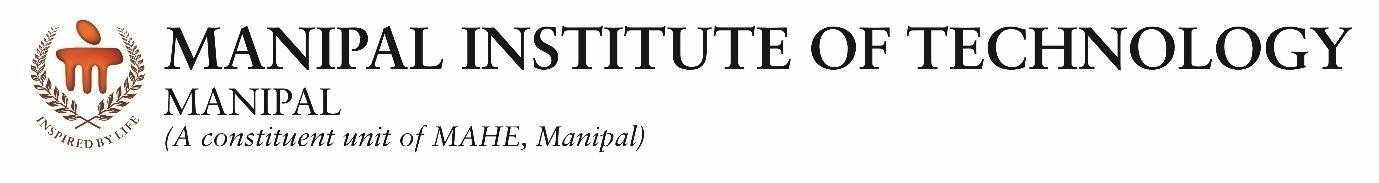 MANIPAL INSTITUTE OF TECHNOLOGY
MANIPAL
(A constituent unit of MAHE, Manipal)
INSPIRED BY LIFE